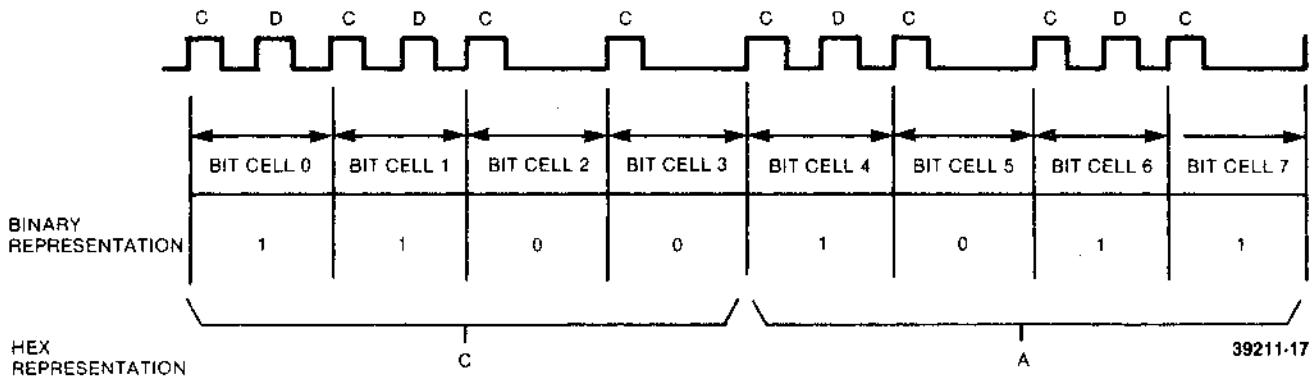 C D C D C C C D C C D C
BIT CELL 0 BIT CELL 1 BIT CELL 2 BIT CELL 3 BIT CELL 4 BIT CELL 5 BIT CELL 6 BIT CELL 7
BINARY
REPRESENTATION 1 1 0 0 1 0 1 1
HEX
REPRESENTATION C A
39211-17